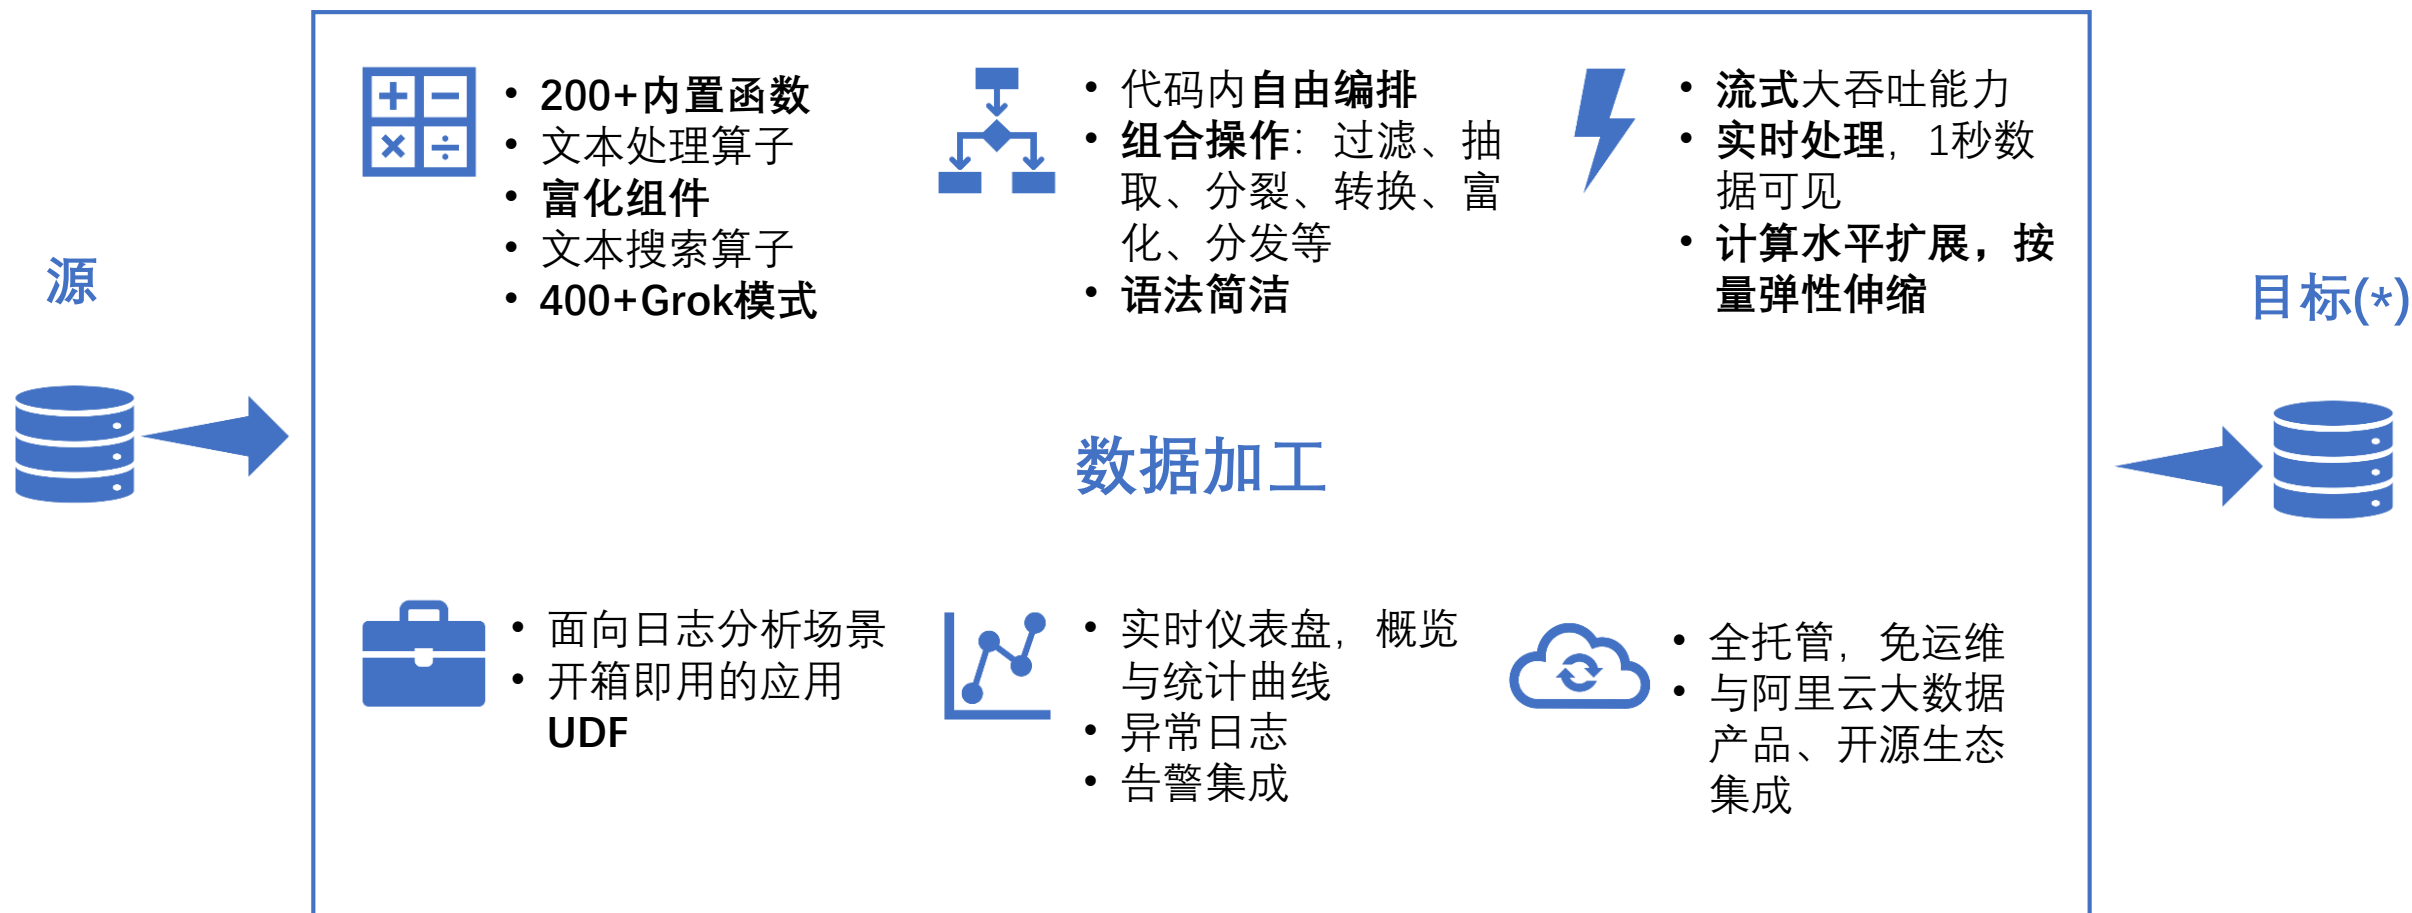 源
• 200+内置函数
• 文本处理算子
• 富化组件
• 文本搜索算子
• 400+Grok模式
• 代码内自由编排
• 组合操作：过滤、抽
取、分裂、转换、富
化、分发等
• 语法简洁
• 流式大吞吐能力
• 实时处理，1秒数
据可见
• 计算水平扩展，按
量弹性伸缩
数据加工
• 面向日志分析场景
• 开箱即用的应用
UDF
• 实时仪表盘，概览
与统计曲线
• 异常日志
• 告警集成
• 全托管，免运维
• 与阿里云大数据
产品、开源生态
集成
目标(*)